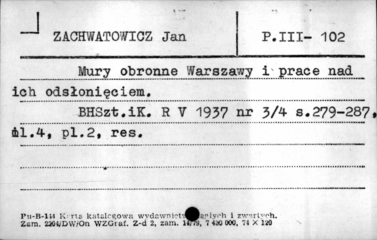 ZACHWATOWICZ Jan P.III- 102
Mury obronne Warszawy i prace nad
ich odsłonięciem.
BHSzt.iK. R V 1937 nr 3/4 s.279-287,
il.4, pl.2, res.
Pu-B-144 Karta katalogowa wydawnictw ciągłych i zwartych.
Zam. 2204/DW/On WZGraf. Z-d 2, zam. 14/79, 7 400 000, 74 X 120